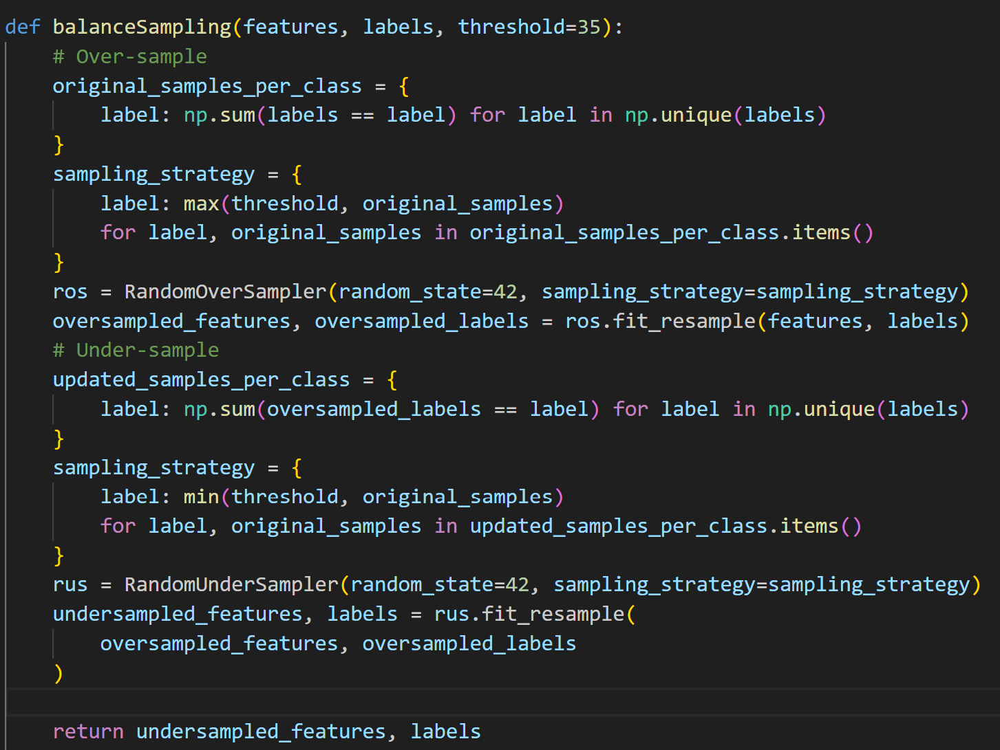 def balanceSampling(features, labels, threshold=35):
    # Over-sample
    original_samples_per_class = {
        label: np.sum(labels == label) for label in np.unique(labels)
    }
    sampling_strategy = {
        label: max(threshold, original_samples)
        for label, original_samples in original_samples_per_class.items()
    }
    ros = RandomOverSampler(random_state=42, sampling_strategy=sampling_strategy)
    oversampled_features, oversampled_labels = ros.fit_resample(features, labels)
    # Under-sample
    updated_samples_per_class = {
        label: np.sum(oversampled_labels == label) for label in np.unique(labels)
    }
    sampling_strategy = {
        label: min(threshold, original_samples)
        for label, original_samples in updated_samples_per_class.items()
    }
    rus = RandomUnderSampler(random_state=42, sampling_strategy=sampling_strategy)
    undersampled_features, labels = rus.fit_resample(
        oversampled_features, oversampled_labels
    )

    return undersampled_features, labels